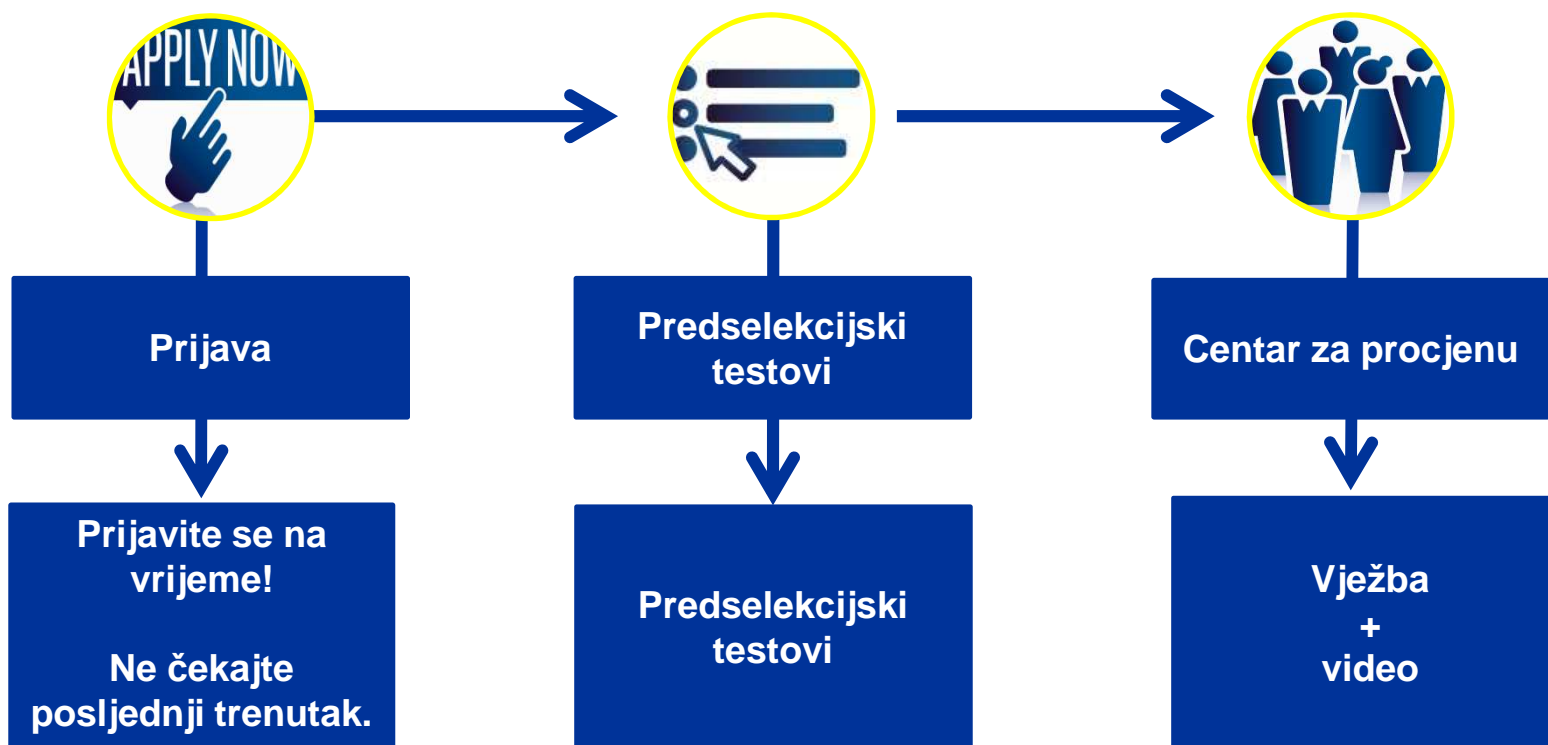 APPLY NOW
Prijava
Predselekcijski
testovi
Centar za procjenu
Prijavite se na
vrijeme!
Ne čekajte
posljednji trenutak.
Predselekcijski
testovi
Vježba
+
video